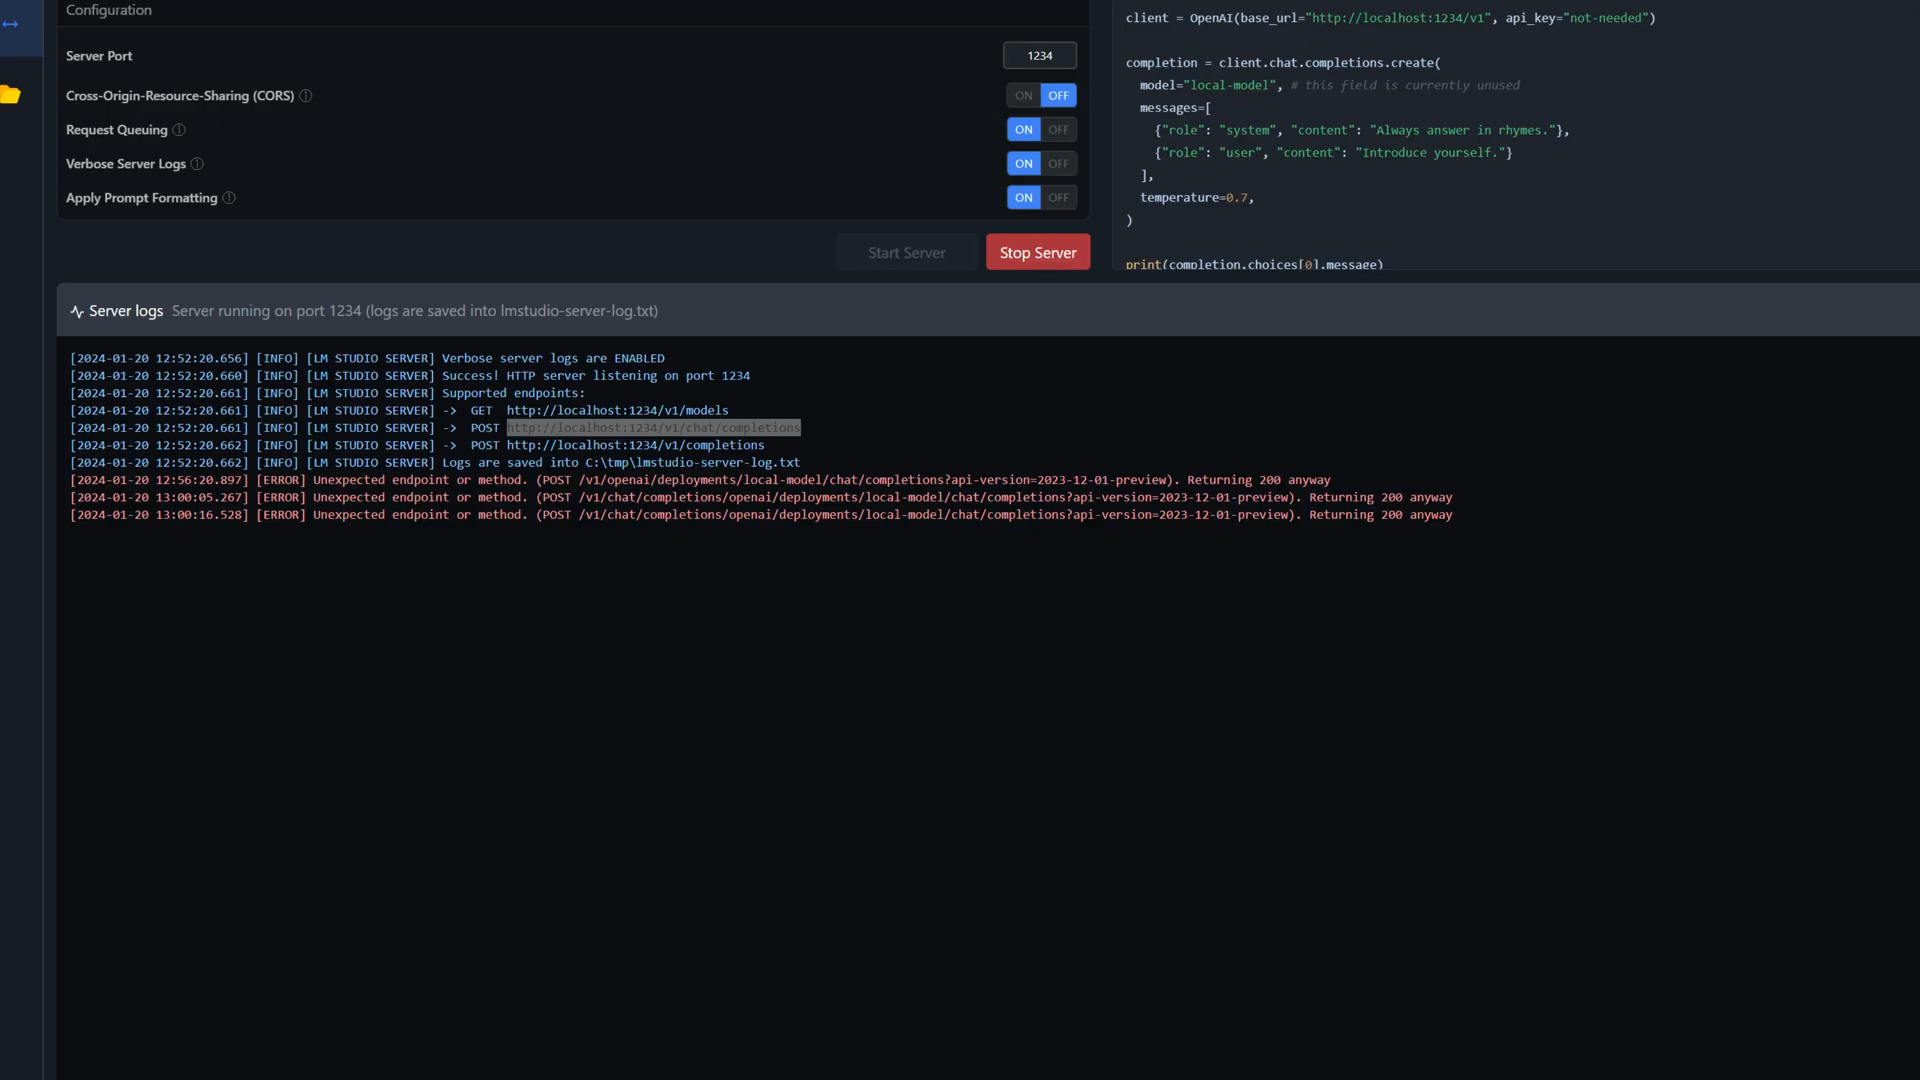 Configuration
Server Port
1234
Cross-Origin-Resource-Sharing (CORS)
ON OFF
Request Queuing
ON OFF
Verbose Server Logs
ON OFF
Apply Prompt Formatting
ON OFF
Start Server
Stop Server
client = OpenAI(base_url="http://localhost:1234/v1", api_key="not-needed")
completion = client.chat.completions.create(
model="local-model", # this field is currently unused
messages=[
{"role": "system", "content": "Always answer in rhymes."},
{"role": "user", "content": "Introduce yourself."}
],
temperature=0.7,
)
print(completion.choices[0].message)
Server logs Server running on port 1234 (logs are saved into lmstudio-server-log.txt)
[2024-01-20 12:52:20.656] [INFO] [LM STUDIO SERVER] Verbose server logs are ENABLED
[2024-01-20 12:52:20.660] [INFO] [LM STUDIO SERVER] Success! HTTP server listening on port 1234
[2024-01-20 12:52:20.661] [INFO] [LM STUDIO SERVER] Supported endpoints:
[2024-01-20 12:52:20.661] [INFO] [LM STUDIO SERVER] -> GET http://localhost:1234/v1/models
[2024-01-20 12:52:20.661] [INFO] [LM STUDIO SERVER] -> POST http://localhost:1234/v1/chat/completions
[2024-01-20 12:52:20.662] [INFO] [LM STUDIO SERVER] -> POST http://localhost:1234/v1/completions
[2024-01-20 12:52:20.662] [INFO] [LM STUDIO SERVER] Logs are saved into C:\tmp\lmstudio-server-log.txt
[2024-01-20 12:56:20.897] [ERROR] Unexpected endpoint or method. (POST /v1/openai/deployments/local-model/chat/completions?api-version=2023-12-01-preview). Returning 200 anyway
[2024-01-20 13:00:05.267] [ERROR] Unexpected endpoint or method. (POST /v1/chat/completions/openai/deployments/local-model/chat/completions?api-version=2023-12-01-preview). Returning 200 anyway
[2024-01-20 13:00:16.528] [ERROR] Unexpected endpoint or method. (POST /v1/chat/completions/openai/deployments/local-model/chat/completions?api-version=2023-12-01-preview). Returning 200 anyway